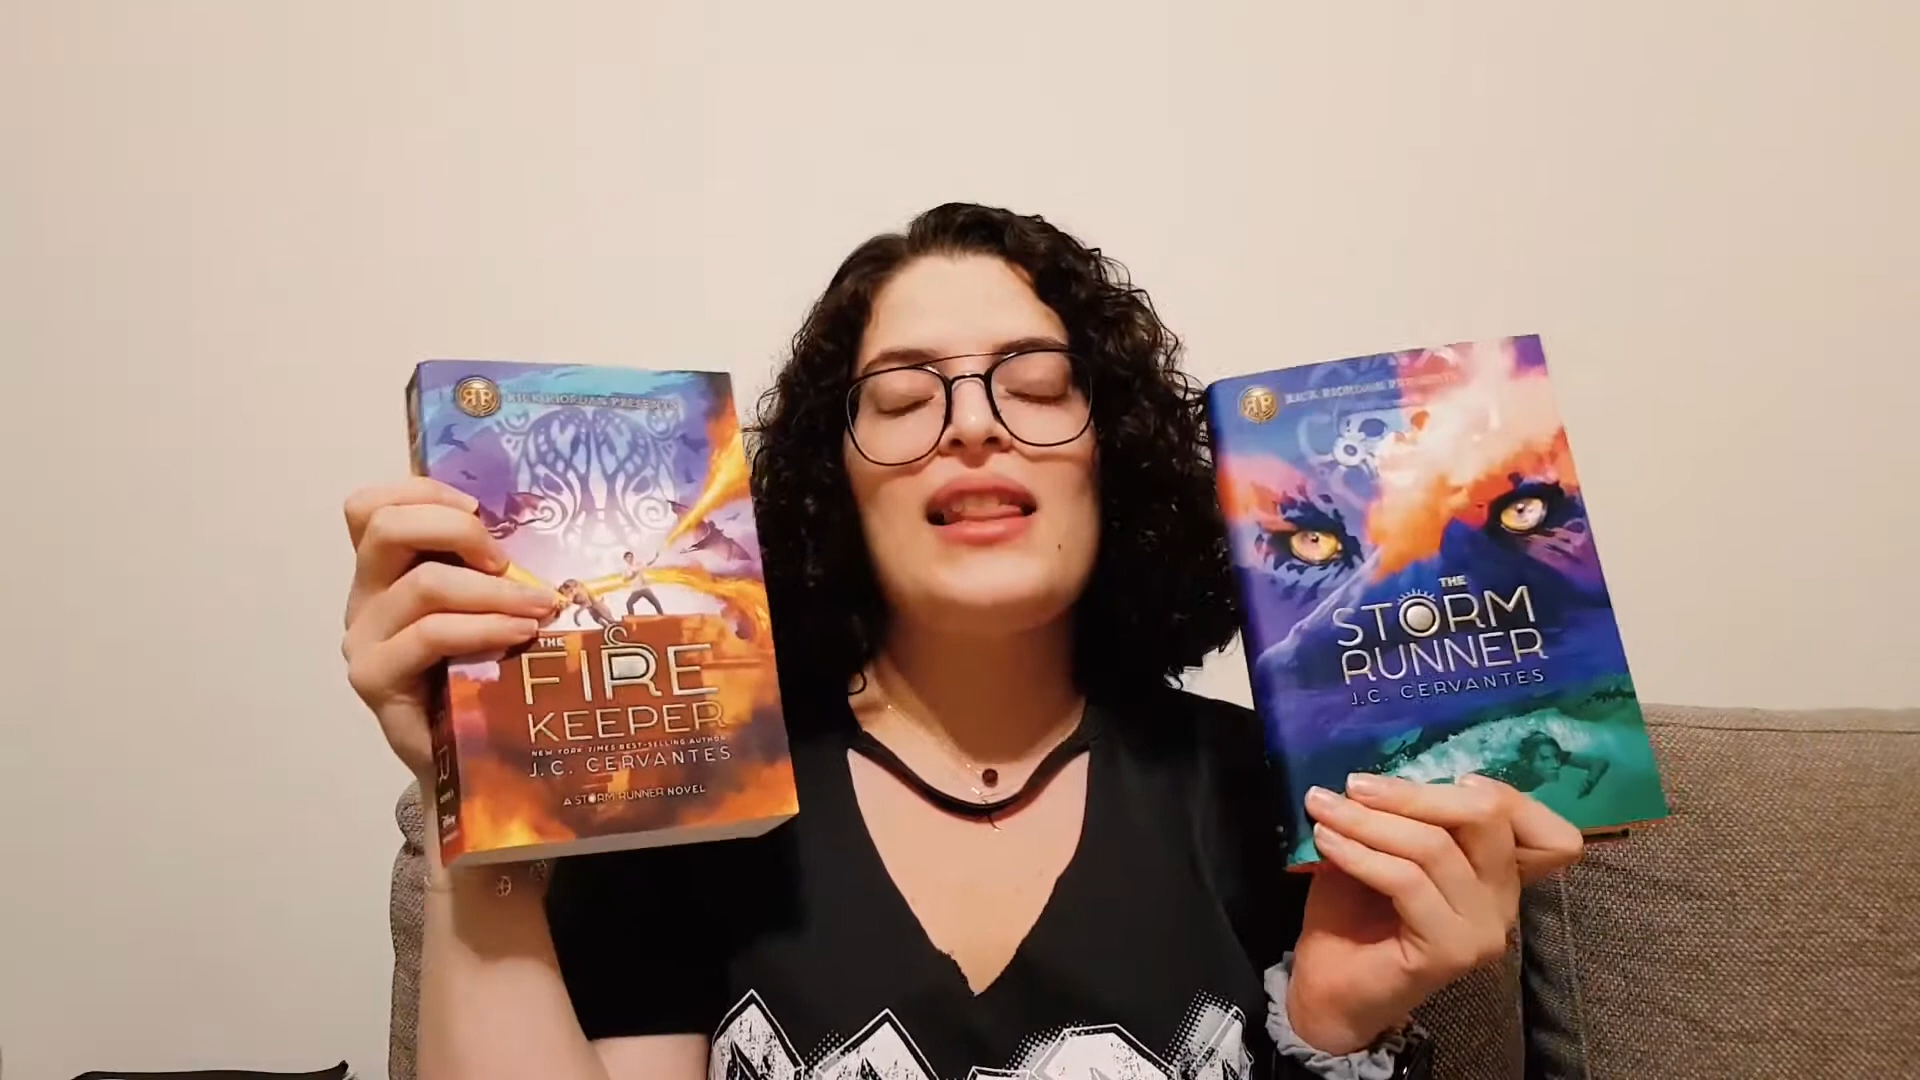 RICK RIORDAN PRESENTS
THE
FIRE
KEEPER
NEW YORK TIMES BEST-SELLING AUTHOR
J.C. CERVANTES
A STORM RUNNER NOVEL
RICK RIORDAN PRESENTS
THE
STORM
RUNNER
J.C. CERVANTES